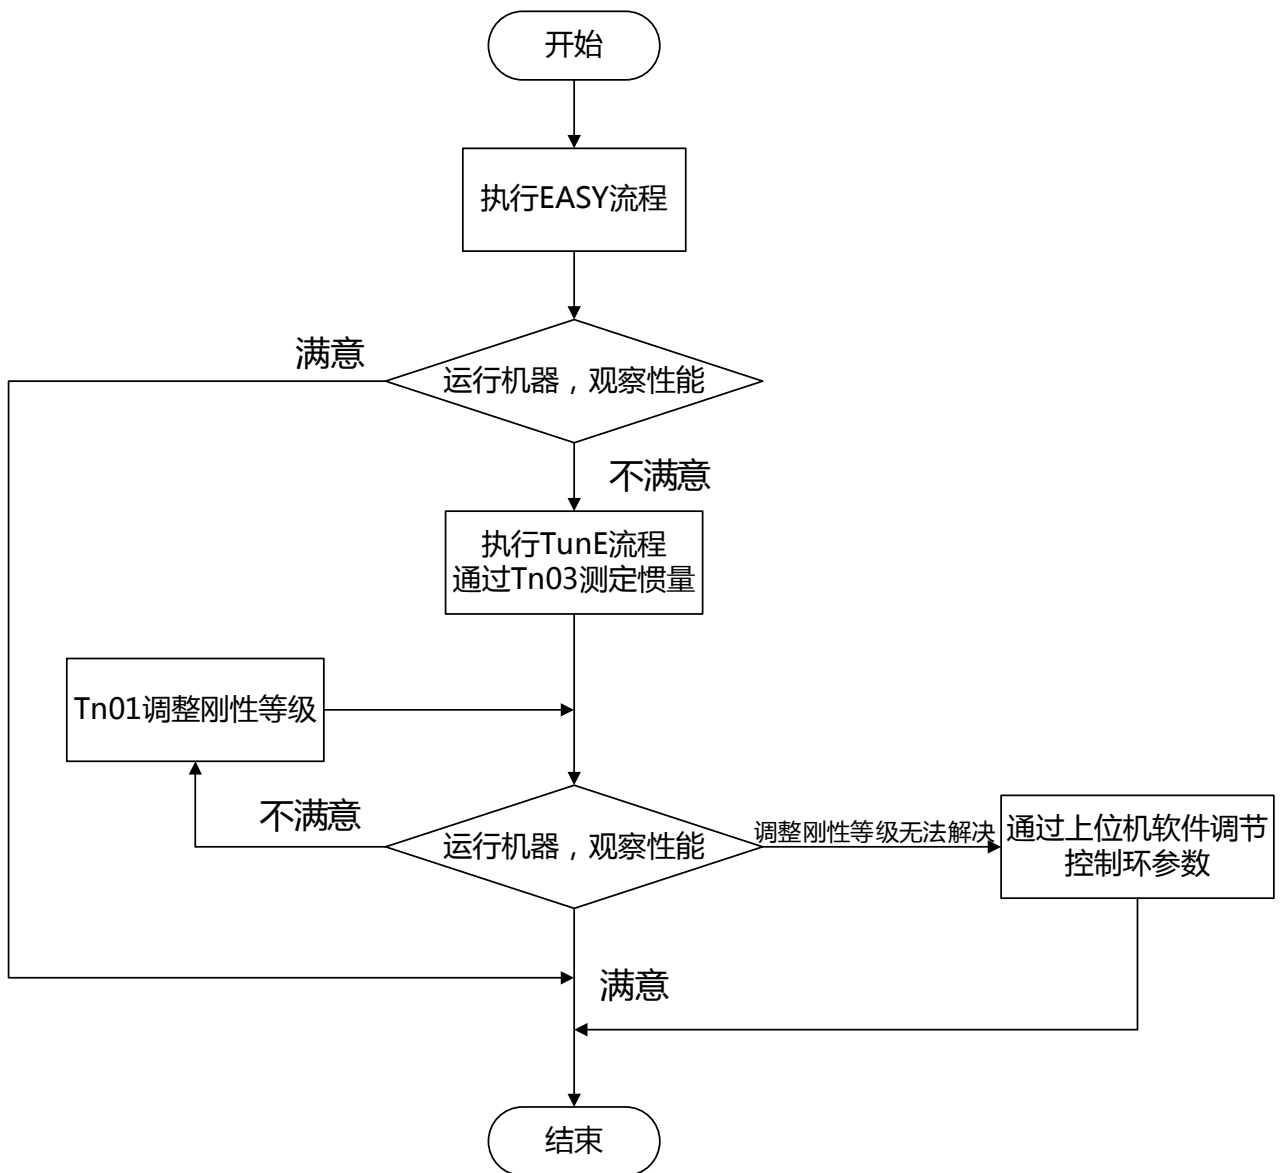 开始
执行EASY流程
满意
运行机器，观察性能
不满意
执行TunE流程
通过Tn03测定惯量
Tn01调整刚性等级
不满意
运行机器，观察性能
调整刚性等级无法解决
通过上位机软件调节
控制环参数
满意
结束